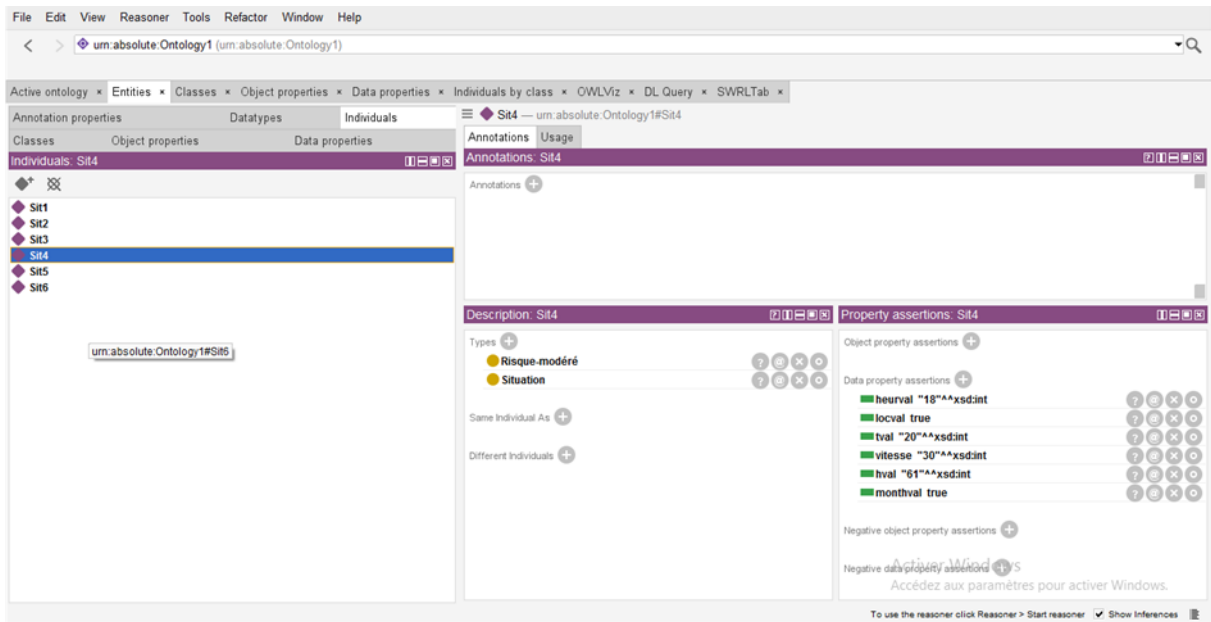 File Edit View Reasoner Tools Refactor Window Help
< > urn:absolute:Ontology1 (urn:absolute:Ontology1)
Active ontology × Entities × Classes × Object properties × Data properties × Individuals by class × OWLViz × DL Query × SWRLTab ×
Annotation properties Datatypes Individuals
Classes Object properties Data properties
Individuals: Sit4
Sit1
Sit2
Sit3
Sit4
Sit5
Sit6
urn:absolute:Ontology1#Sit6
Sit4 — urn:absolute:Ontology1#Sit4
Annotations Usage
Annotations: Sit4
Annotations
Description: Sit4
Types
Risque-modéré
Situation
Same Individual As
Different Individuals
Property assertions: Sit4
Object property assertions
Data property assertions
heurval "18"^^xsd:int
locval true
tval "20"^^xsd:int
vitesse "30"^^xsd:int
hval "61"^^xsd:int
monthval true
Negative object property assertions
Negative data property assertions
Activer Windows
Accédez aux paramètres pour activer Windows.
To use the reasoner click Reasoner > Start reasoner Show Inferences